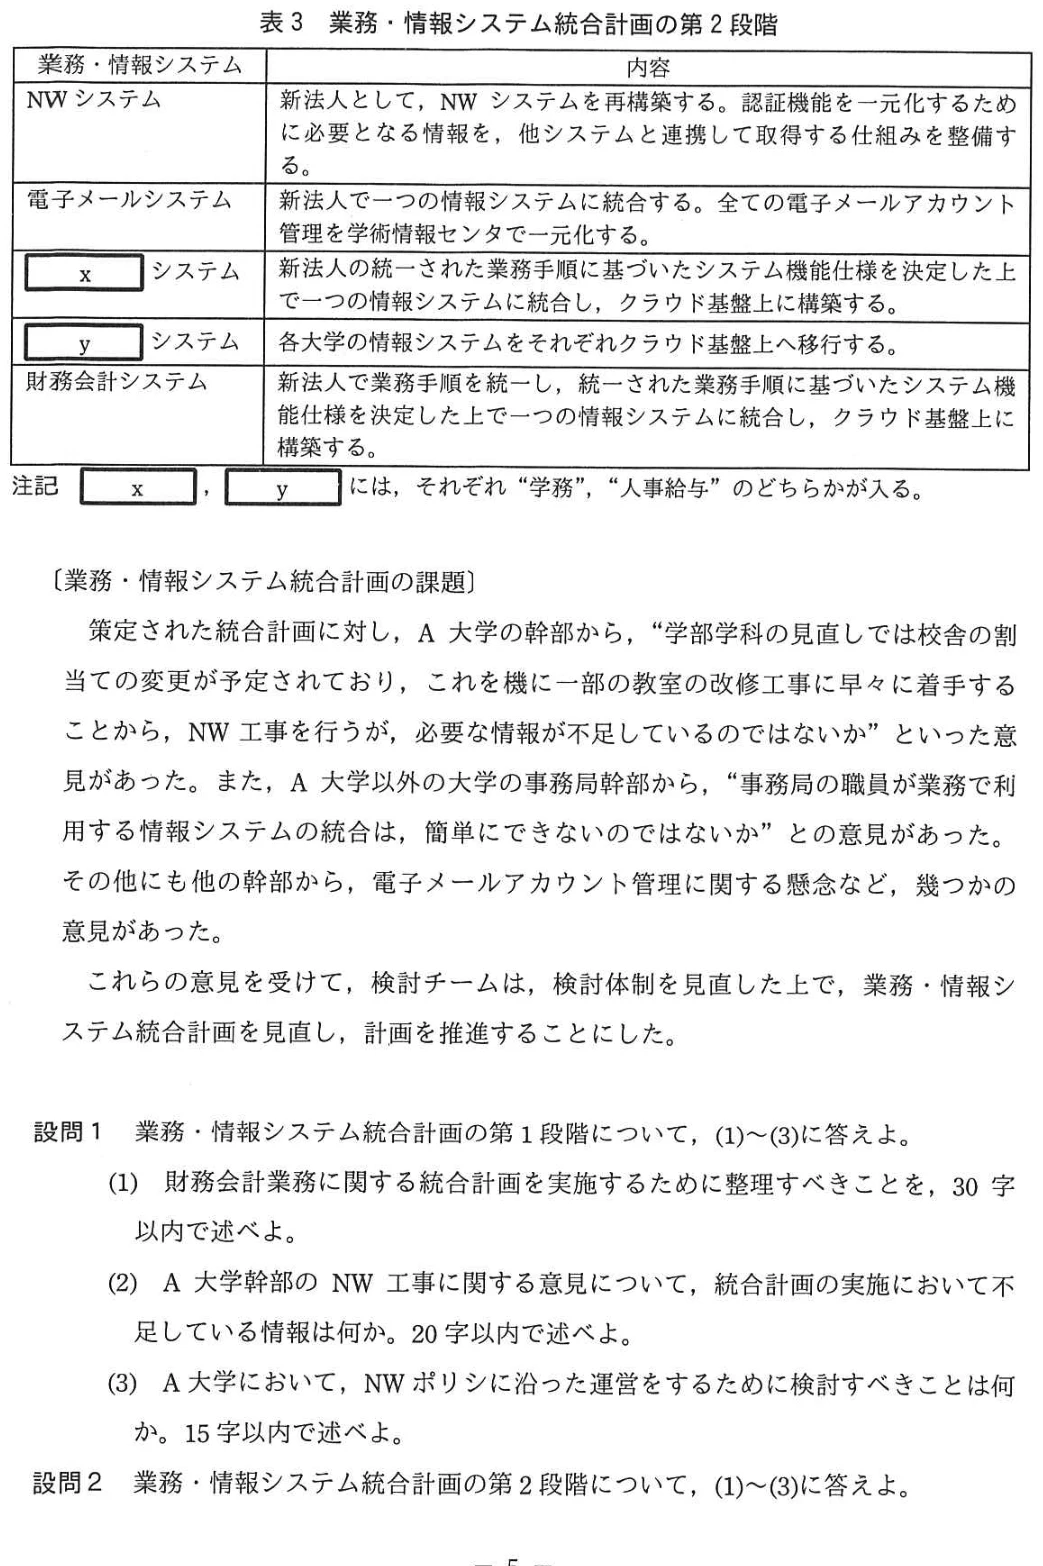 表3　業務・情報システム統合計画の第2段階
業務・情報システム
内容
NWシステム
新法人として，NW システムを再構築する。認証機能を一元化するため
に必要となる情報を，他システムと連携して取得する仕組みを整備す
る。
電子メールシステム
新法人で一つの情報システムに統合する。全ての電子メールアカウント
管理を学術情報センタで一元化する。
x システム
新法人の統一された業務手順に基づいたシステム機能仕様を決定した上
で一つの情報システムに統合し，クラウド基盤上に構築する。
y システム
各大学の情報システムをそれぞれクラウド基盤上へ移行する。
財務会計システム
新法人で業務手順を統一し，統一された業務手順に基づいたシステム機
能仕様を決定した上で一つの情報システムに統合し，クラウド基盤上に
構築する。
注記 x ， y には，それぞれ“学務”，“人事給与”のどちらかが入る。
〔業務・情報システム統合計画の課題〕
策定された統合計画に対し，A 大学の幹部から，“学部学科の見直しでは校舎の割
当ての変更が予定されており，これを機に一部の教室の改修工事に早々に着手する
ことから，NW 工事を行うが，必要な情報が不足しているのではないか”といった意
見があった。また，A 大学以外の大学の事務局幹部から，“事務局の職員が業務で利
用する情報システムの統合は，簡単にできないのではないか”との意見があった。
その他にも他の幹部から，電子メールアカウント管理に関する懸念など，幾つかの
意見があった。
これらの意見を受けて，検討チームは，検討体制を見直した上で，業務・情報シ
ステム統合計画を見直し，計画を推進することにした。
設問1　業務・情報システム統合計画の第1段階について，(1)～(3)に答えよ。
(1)　財務会計業務に関する統合計画を実施するために整理すべきことを，30 字
以内で述べよ。
(2)　A 大学幹部の NW 工事に関する意見について，統合計画の実施において不
足している情報は何か。20字以内で述べよ。
(3)　A大学において，NWポリシに沿った運営をするために検討すべきことは何
か。15字以内で述べよ。
設問2　業務・情報システム統合計画の第2段階について，(1)～(3)に答えよ。
— 5 —